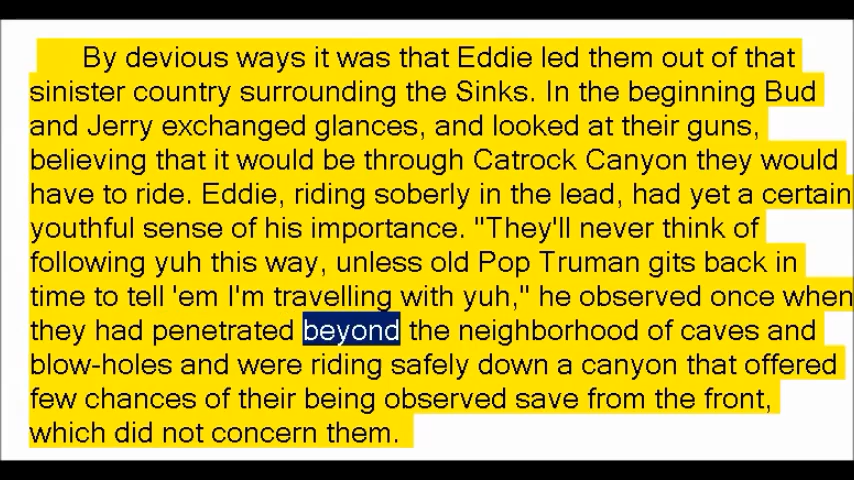 By devious ways it was that Eddie led them out of that
sinister country surrounding the Sinks. In the beginning Bud
and Jerry exchanged glances, and looked at their guns,
believing that it would be through Catrock Canyon they would
have to ride. Eddie, riding soberly in the lead, had yet a certain
youthful sense of his importance. "They'll never think of
following yuh this way, unless old Pop Truman gits back in
time to tell 'em I'm travelling with yuh," he observed once when
they had penetrated beyond the neighborhood of caves and
blow-holes and were riding safely down a canyon that offered
few chances of their being observed save from the front,
which did not concern them.